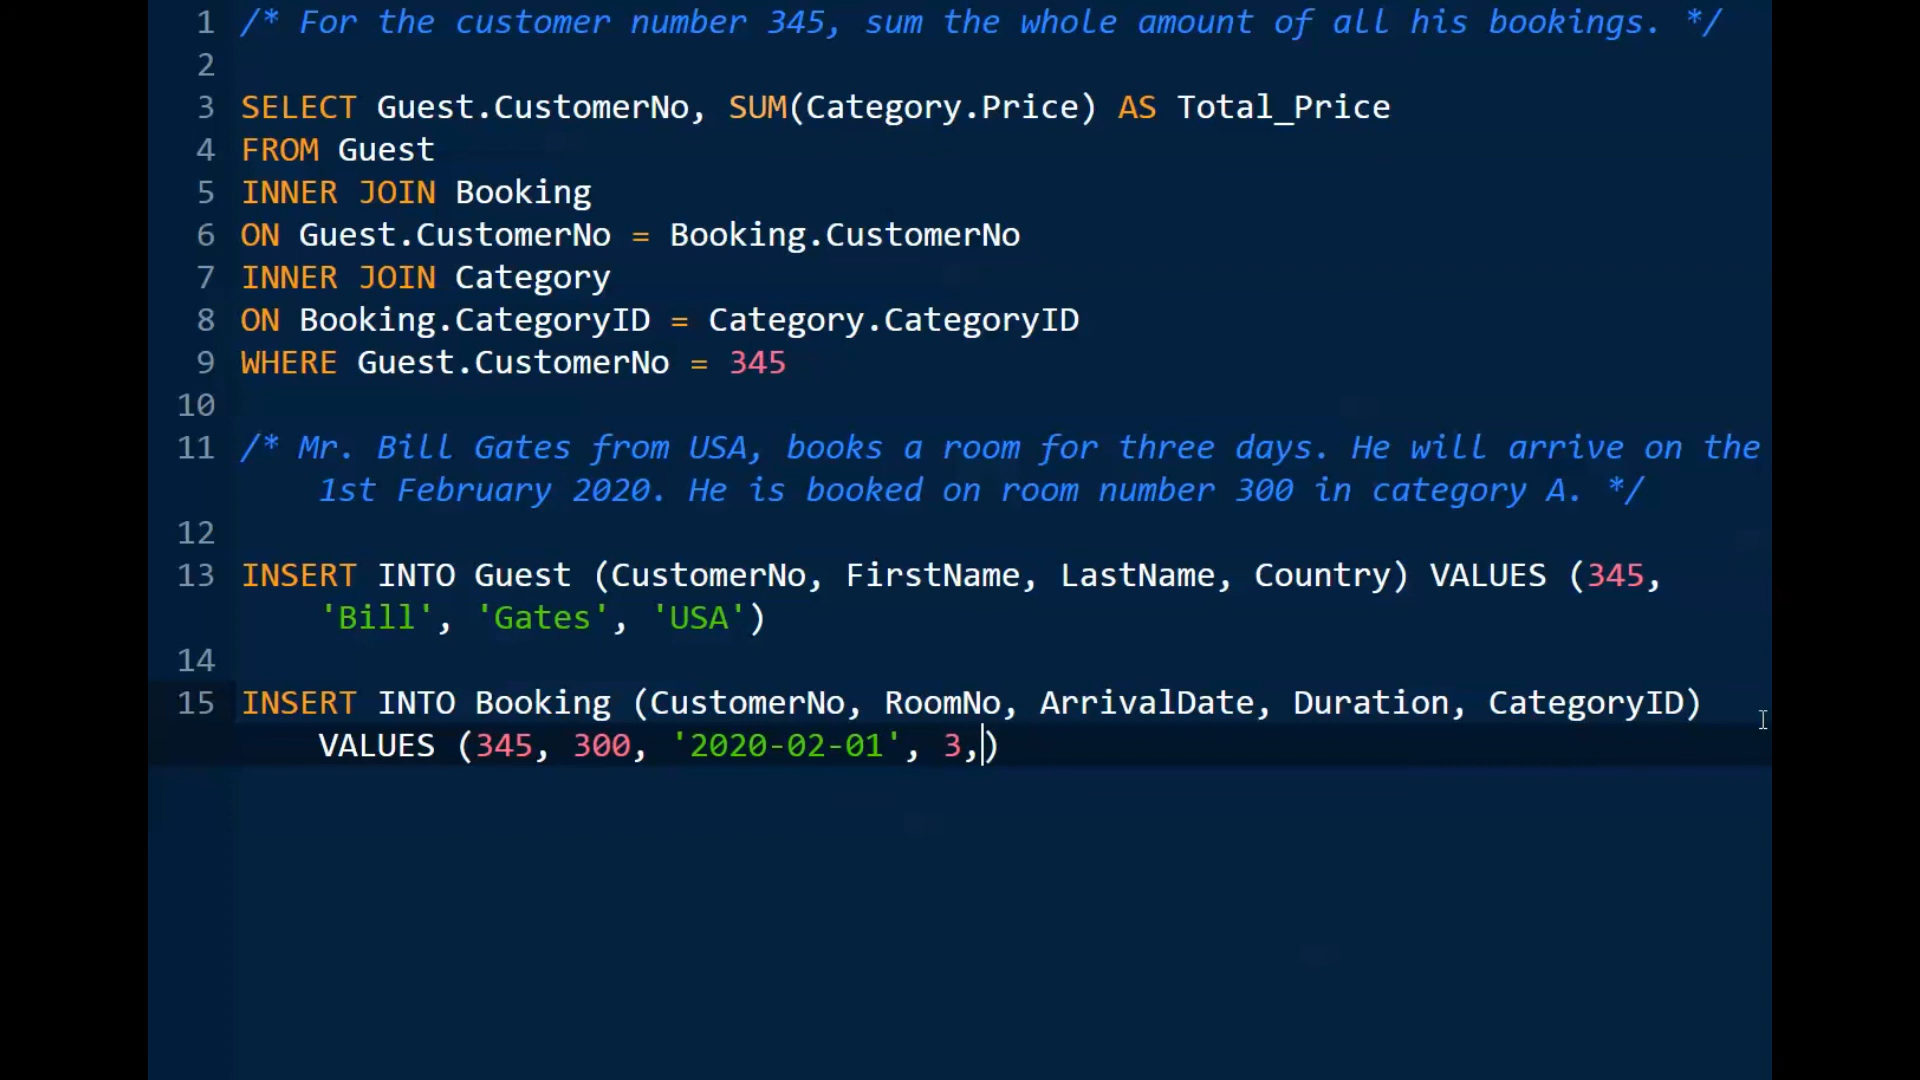 1 /* For the customer number 345, sum the whole amount of all his bookings. */
2
3 SELECT Guest.CustomerNo, SUM(Category.Price) AS Total_Price
4 FROM Guest
5 INNER JOIN Booking
6 ON Guest.CustomerNo = Booking.CustomerNo
7 INNER JOIN Category
8 ON Booking.CategoryID = Category.CategoryID
9 WHERE Guest.CustomerNo = 345
10
11 /* Mr. Bill Gates from USA, books a room for three days. He will arrive on the
1st February 2020. He is booked on room number 300 in category A. */
12
13 INSERT INTO Guest (CustomerNo, FirstName, LastName, Country) VALUES (345,
'Bill', 'Gates', 'USA')
14
15 INSERT INTO Booking (CustomerNo, RoomNo, ArrivalDate, Duration, CategoryID)
VALUES (345, 300, '2020-02-01', 3,)